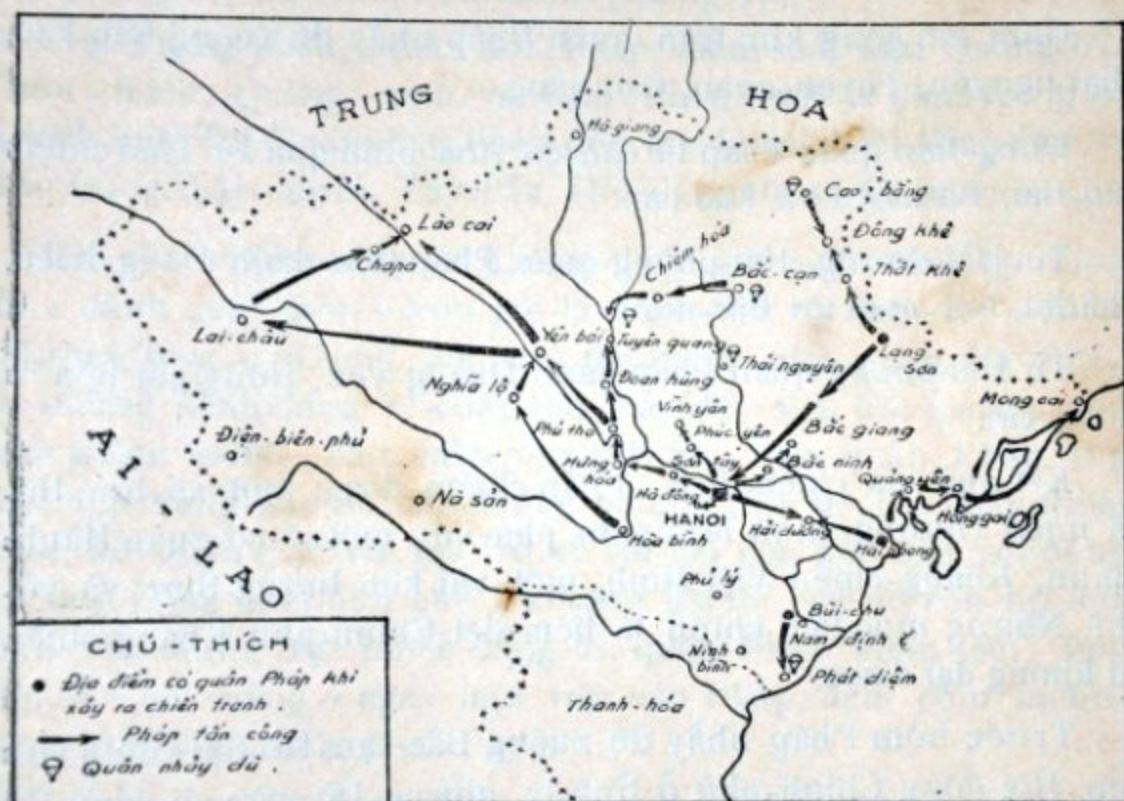 TRUNG HOA
Hà-giang
Cao-bằng
Lào cai
Đông Khê
Chapa
Chiêm hóa
Bắc-cạn
Thất Khê
Lai-châu
Yên bái
Tuyên quang
Thái nguyên
Lạng sơn
Nghĩa lộ
Đoan hùng
Mong cai
Vĩnh yên
Phú thọ
Phúc yên
Bắc giang
Điện-biên-phủ
Hưng hóa
Sơn tây
Bắc ninh
Quảng yên
Nà sản
Hà đông
HANOI
Hồng gai
Hải dương
Hải phòng
AI-LAO
Hòa bình
Phủ lý
Bùi-chu
Nam định
Ninh bình
Phát diệm
Thanh-hóa
CHÚ-THÍCH
Địa điểm có quân Pháp khi
xảy ra chiến tranh
Pháp tấn công
Quân nhảy dù.